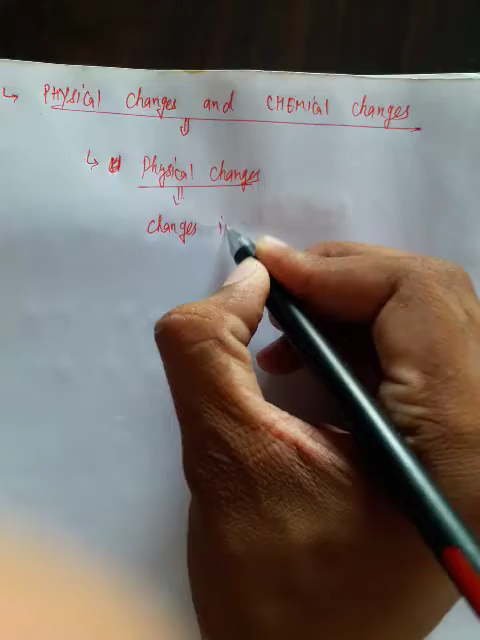 ↳ PHYSICAL changes and CHEMICAL changes
↳ Physical changes
changes i